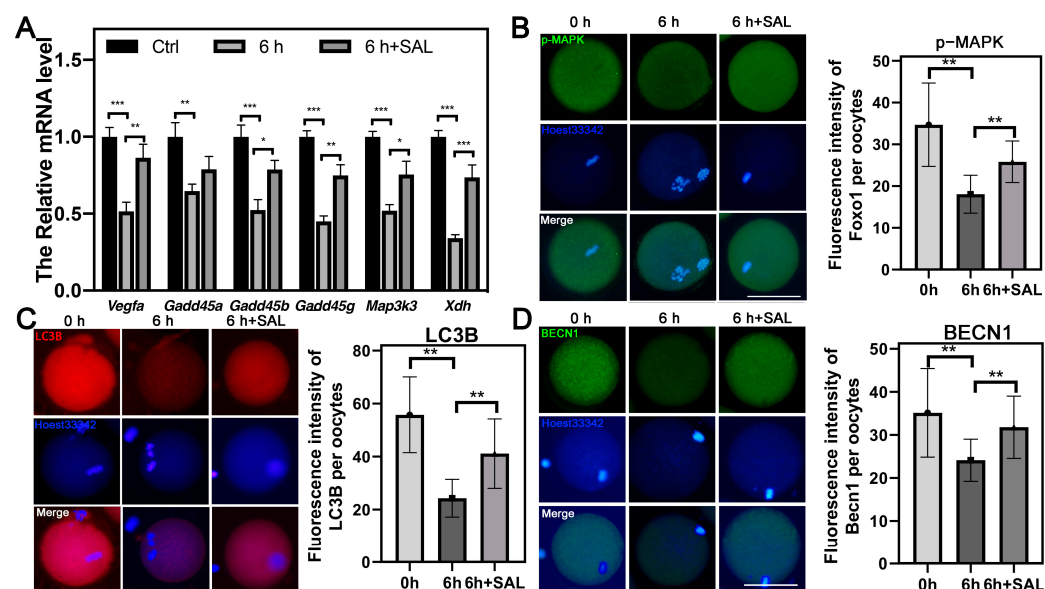 A
The Relative mRNA level
Ctrl
6 h
6 h+SAL
1.5
1.0
0.5
0.0
***
**
**
***
*
***
**
***
*
***
***
Vegfa
Gadd45a
Gadd45b
Gadd45g
Map3k3
Xdh
B
0 h
6 h
6 h+SAL
p-MAPK
Hoest33342
Merge
p-MAPK
Fluorescence intensity of
Foxo1 per oocytes
50
40
30
20
10
0
**
**
0h
6h
6h+SAL
C
0 h
6 h
6 h+SAL
LC3B
Hoest33342
Merge
LC3B
Fluorescence intensity of
LC3B per oocytes
80
60
40
20
0
**
**
0h
6h
6h+SAL
D
0 h
6 h
6 h+SAL
BECN1
Hoest33342
Merge
BECN1
Fluorescence intensity of
Becn1 per oocytes
50
40
30
20
10
0
**
**
0h
6h
6h+SAL